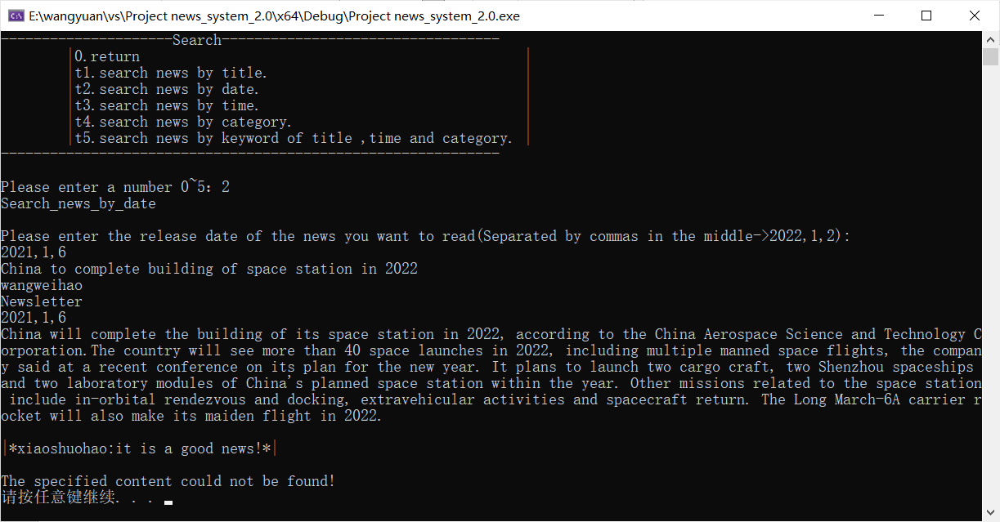 E:\wangyuan\vs\Project news_system_2.0\x64\Debug\Project news_system_2.0.exe
---------------------Search----------------------------------
|0.return |
|t1.search news by title. |
|t2.search news by date. |
|t3.search news by time. |
|t4.search news by category. |
|t5.search news by keyword of title ,time and category. |
-------------------------------------------------------------
Please enter a number 0~5: 2
Search_news_by_date
Please enter the release date of the news you want to read(Separated by commas in the middle->2022,1,2):
2021,1,6
China to complete building of space station in 2022
wangweihao
Newsletter
2021,1,6
China will complete the building of its space station in 2022, according to the China Aerospace Science and Technology C
orporation.The country will see more than 40 space launches in 2022, including multiple manned space flights, the compan
y said at a recent conference on its plan for the new year. It plans to launch two cargo craft, two Shenzhou spaceships
and two laboratory modules of China's planned space station within the year. Other missions related to the space station
include in-orbital rendezvous and docking, extravehicular activities and spacecraft return. The Long March-6A carrier r
ocket will also make its maiden flight in 2022.
|*xiaoshuohao:it is a good news!*|
The specified content could not be found!
请按任意键继续. . .